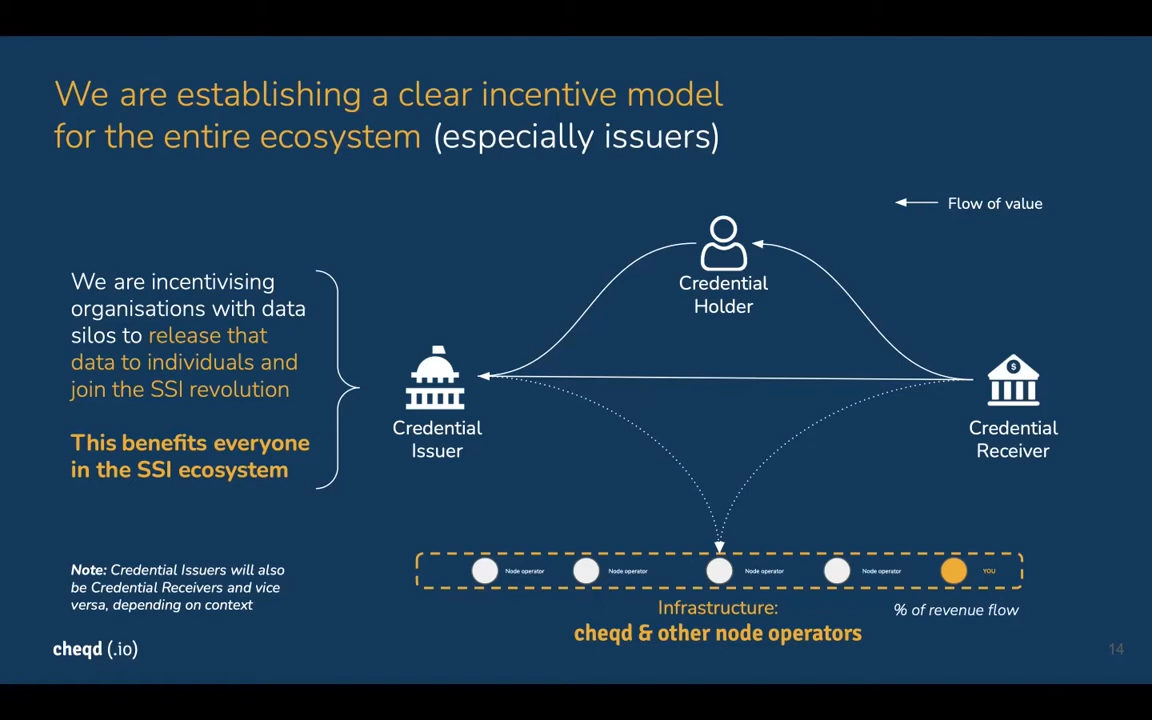 We are establishing a clear incentive model
for the entire ecosystem (especially issuers)
Flow of value
We are incentivising
organisations with data
silos to release that
data to individuals and
join the SSI revolution
This benefits everyone
in the SSI ecosystem
Credential
Holder
$
Credential
Issuer
Credential
Receiver
Note: Credential Issuers will also
be Credential Receivers and vice
versa, depending on context
Node operator
Node operator
Node operator
Node operator
YOU
Infrastructure:
cheqd & other node operators
% of revenue flow
cheqd (.io)
14